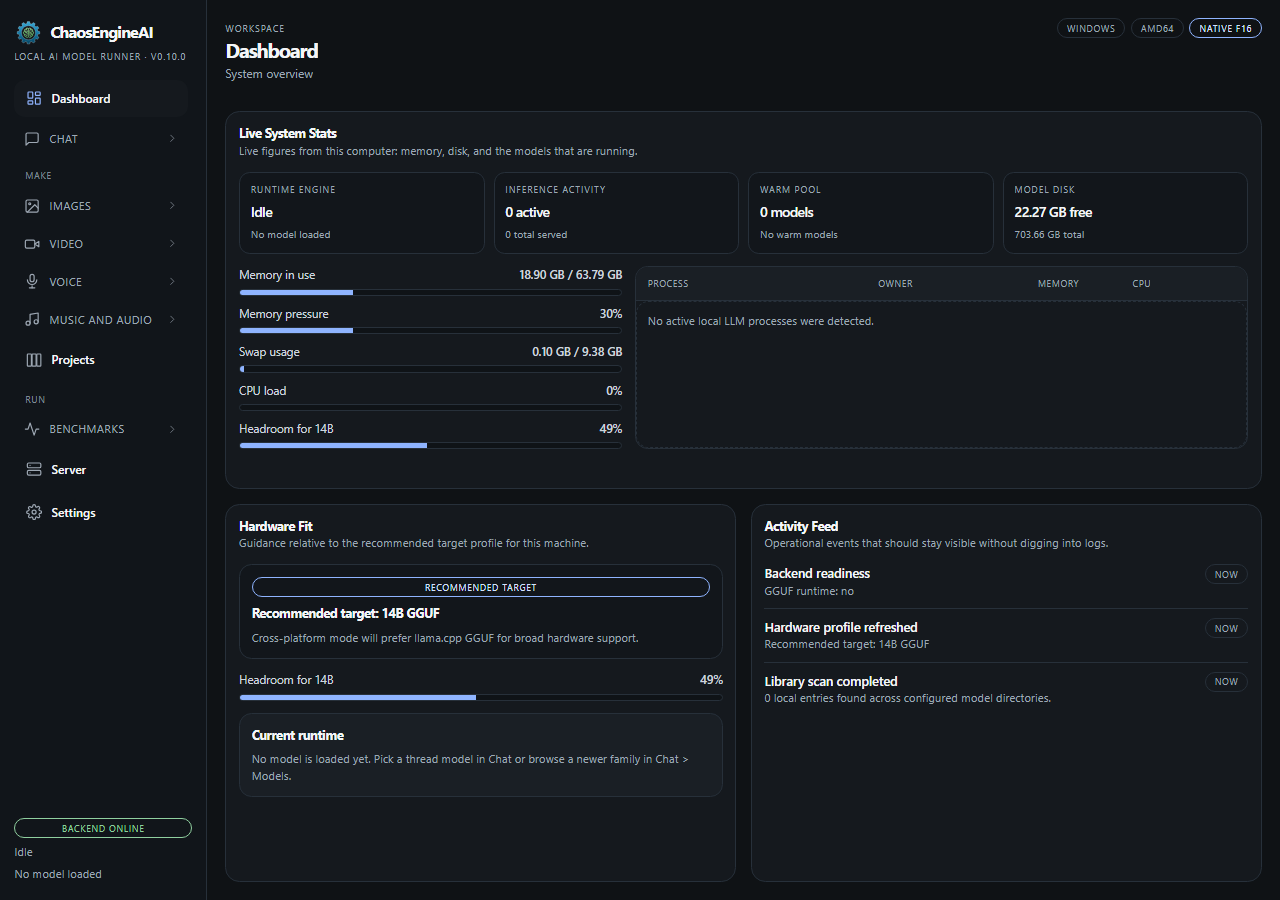 ChaosEngineAI
LOCAL AI MODEL RUNNER · V0.10.0
Dashboard
CHAT
MAKE
IMAGES
VIDEO
VOICE
MUSIC AND AUDIO
Projects
RUN
BENCHMARKS
Server
Settings
BACKEND ONLINE
Idle
No model loaded
WORKSPACE
Dashboard
System overview
WINDOWS
AMD64
NATIVE F16
Live System Stats
Live figures from this computer: memory, disk, and the models that are running.
RUNTIME ENGINE
Idle
No model loaded
INFERENCE ACTIVITY
0 active
0 total served
WARM POOL
0 models
No warm models
MODEL DISK
22.27 GB free
703.66 GB total
Memory in use 18.90 GB / 63.79 GB
Memory pressure 30%
Swap usage 0.10 GB / 9.38 GB
CPU load 0%
Headroom for 14B 49%
PROCESS OWNER MEMORY CPU
No active local LLM processes were detected.
Hardware Fit
Guidance relative to the recommended target profile for this machine.
RECOMMENDED TARGET
Recommended target: 14B GGUF
Cross-platform mode will prefer llama.cpp GGUF for broad hardware support.
Headroom for 14B 49%
Current runtime
No model is loaded yet. Pick a thread model in Chat or browse a newer family in Chat >
Models.
Activity Feed
Operational events that should stay visible without digging into logs.
Backend readiness NOW
GGUF runtime: no
Hardware profile refreshed NOW
Recommended target: 14B GGUF
Library scan completed NOW
0 local entries found across configured model directories.